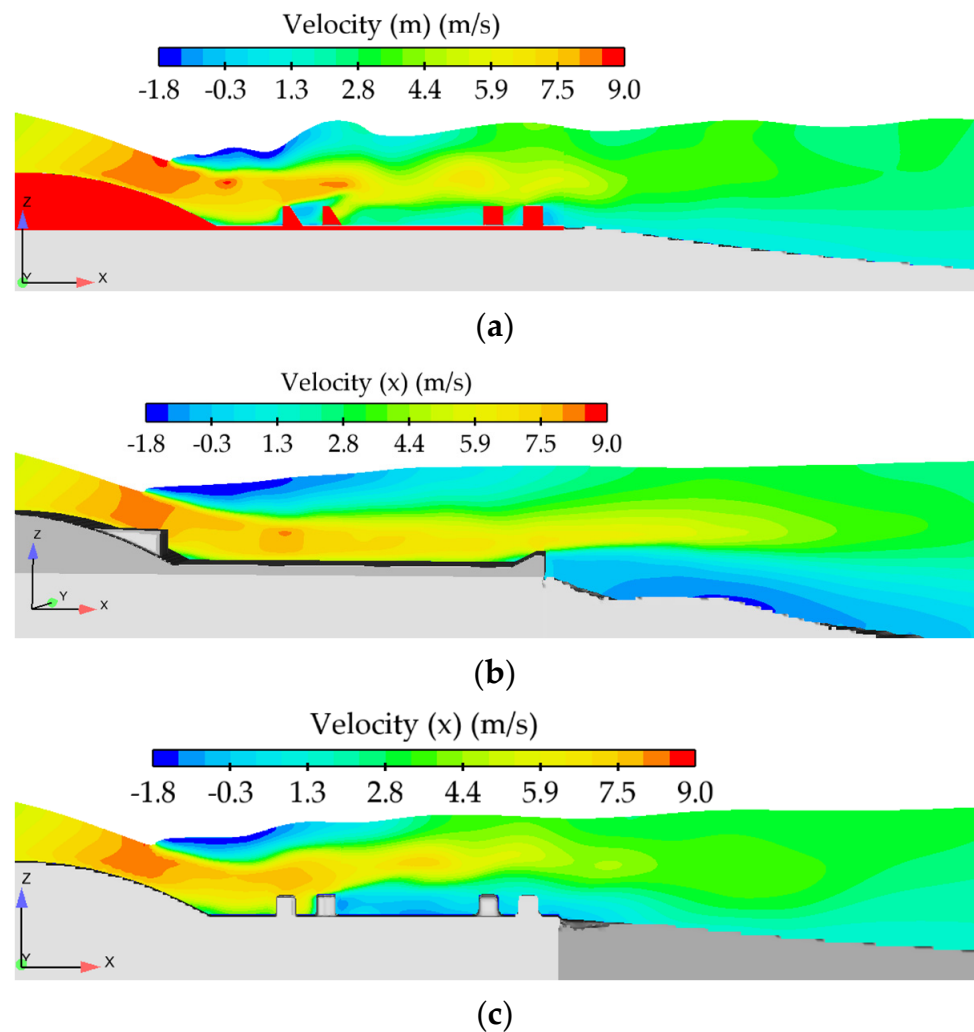 Velocity (m) (m/s)
-1.8 -0.3 1.3 2.8 4.4 5.9 7.5 9.0
Z
Y X
(a)
Velocity (x) (m/s)
-1.8 -0.3 1.3 2.8 4.4 5.9 7.5 9.0
Z
Y
X
(b)
Velocity (x) (m/s)
-1.8 -0.3 1.3 2.8 4.4 5.9 7.5 9.0
Z
Y X
(c)